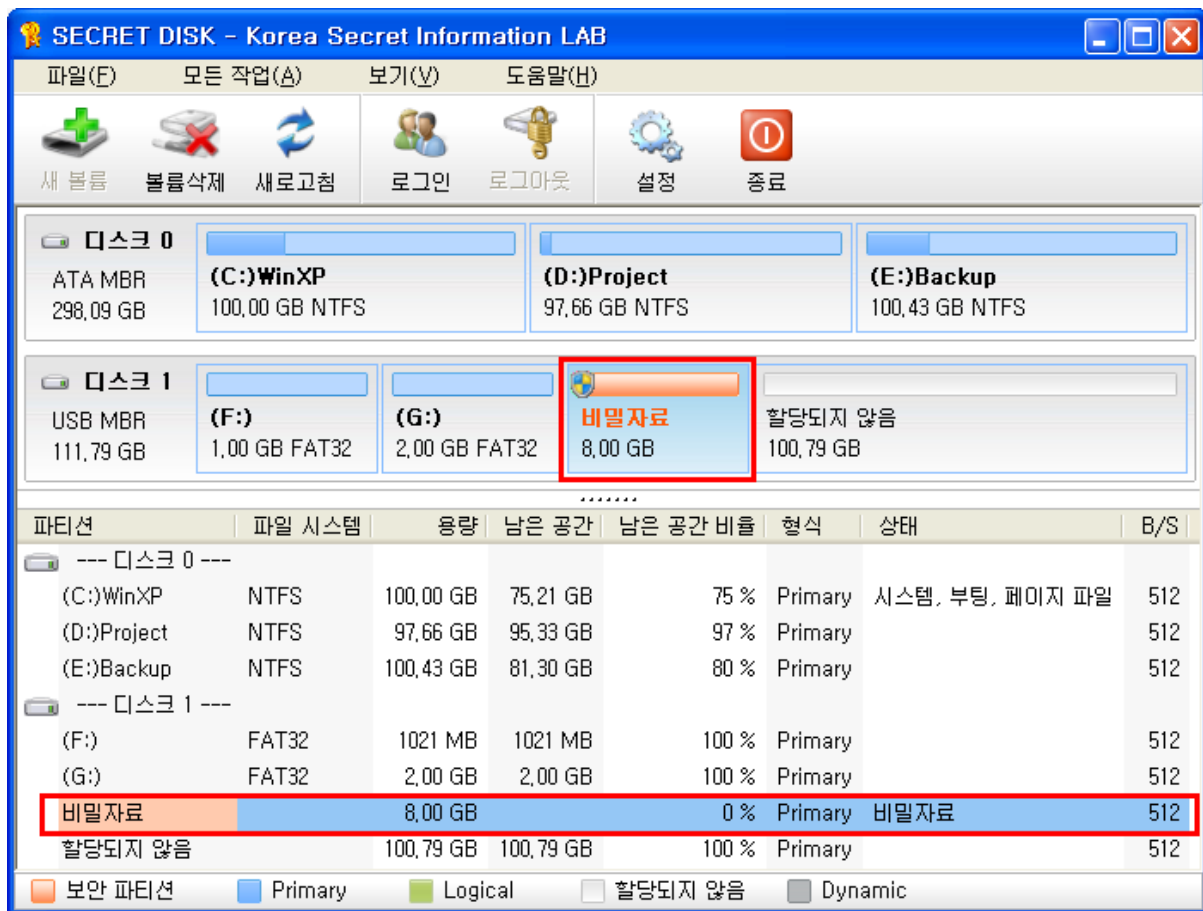 SECRET DISK - Korea Secret Information LAB
파일(F) 모든 작업(A) 보기(V) 도움말(H)
새 볼륨 볼륨삭제 새로고침 로그인 로그아웃 설정 종료
디스크 0
ATA MBR
298,09 GB
(C:)WinXP
100,00 GB NTFS
(D:)Project
97,66 GB NTFS
(E:)Backup
100,43 GB NTFS
디스크 1
USB MBR
111,79 GB
(F:)
1,00 GB FAT32
(G:)
2,00 GB FAT32
비밀자료
8,00 GB
할당되지 않음
100,79 GB
파티션 파일 시스템 용량 남은 공간 남은 공간 비율 형식 상태 B/S
--- 디스크 0 ---
(C:)WinXP NTFS 100,00 GB 75,21 GB 75 % Primary 시스템, 부팅, 페이지 파일 512
(D:)Project NTFS 97,66 GB 95,33 GB 97 % Primary 512
(E:)Backup NTFS 100,43 GB 81,30 GB 80 % Primary 512
--- 디스크 1 ---
(F:) FAT32 1021 MB 1021 MB 100 % Primary 512
(G:) FAT32 2,00 GB 2,00 GB 100 % Primary 512
비밀자료 8,00 GB 0 % Primary 비밀자료 512
할당되지 않음 100,79 GB 100,79 GB 100 % Primary 512
보안 파티션 Primary Logical 할당되지 않음 Dynamic